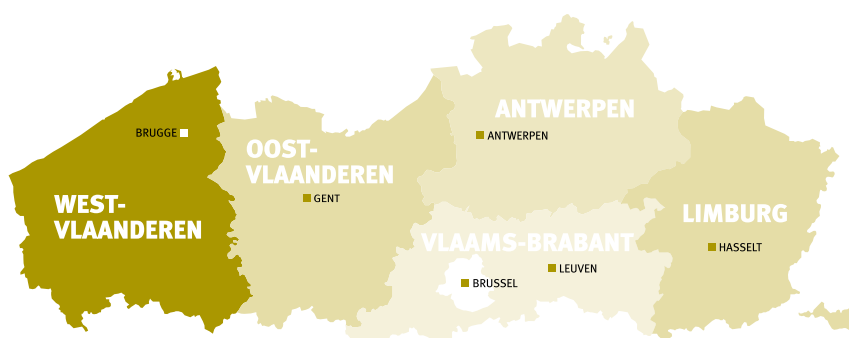 ANTWERPEN
ANTWERPEN
BRUGGE
OOST-
VLAANDEREN
GENT
WEST-
VLAANDEREN
LIMBURG
VLAAMS-BRABANT
HASSELT
LEUVEN
BRUSSEL